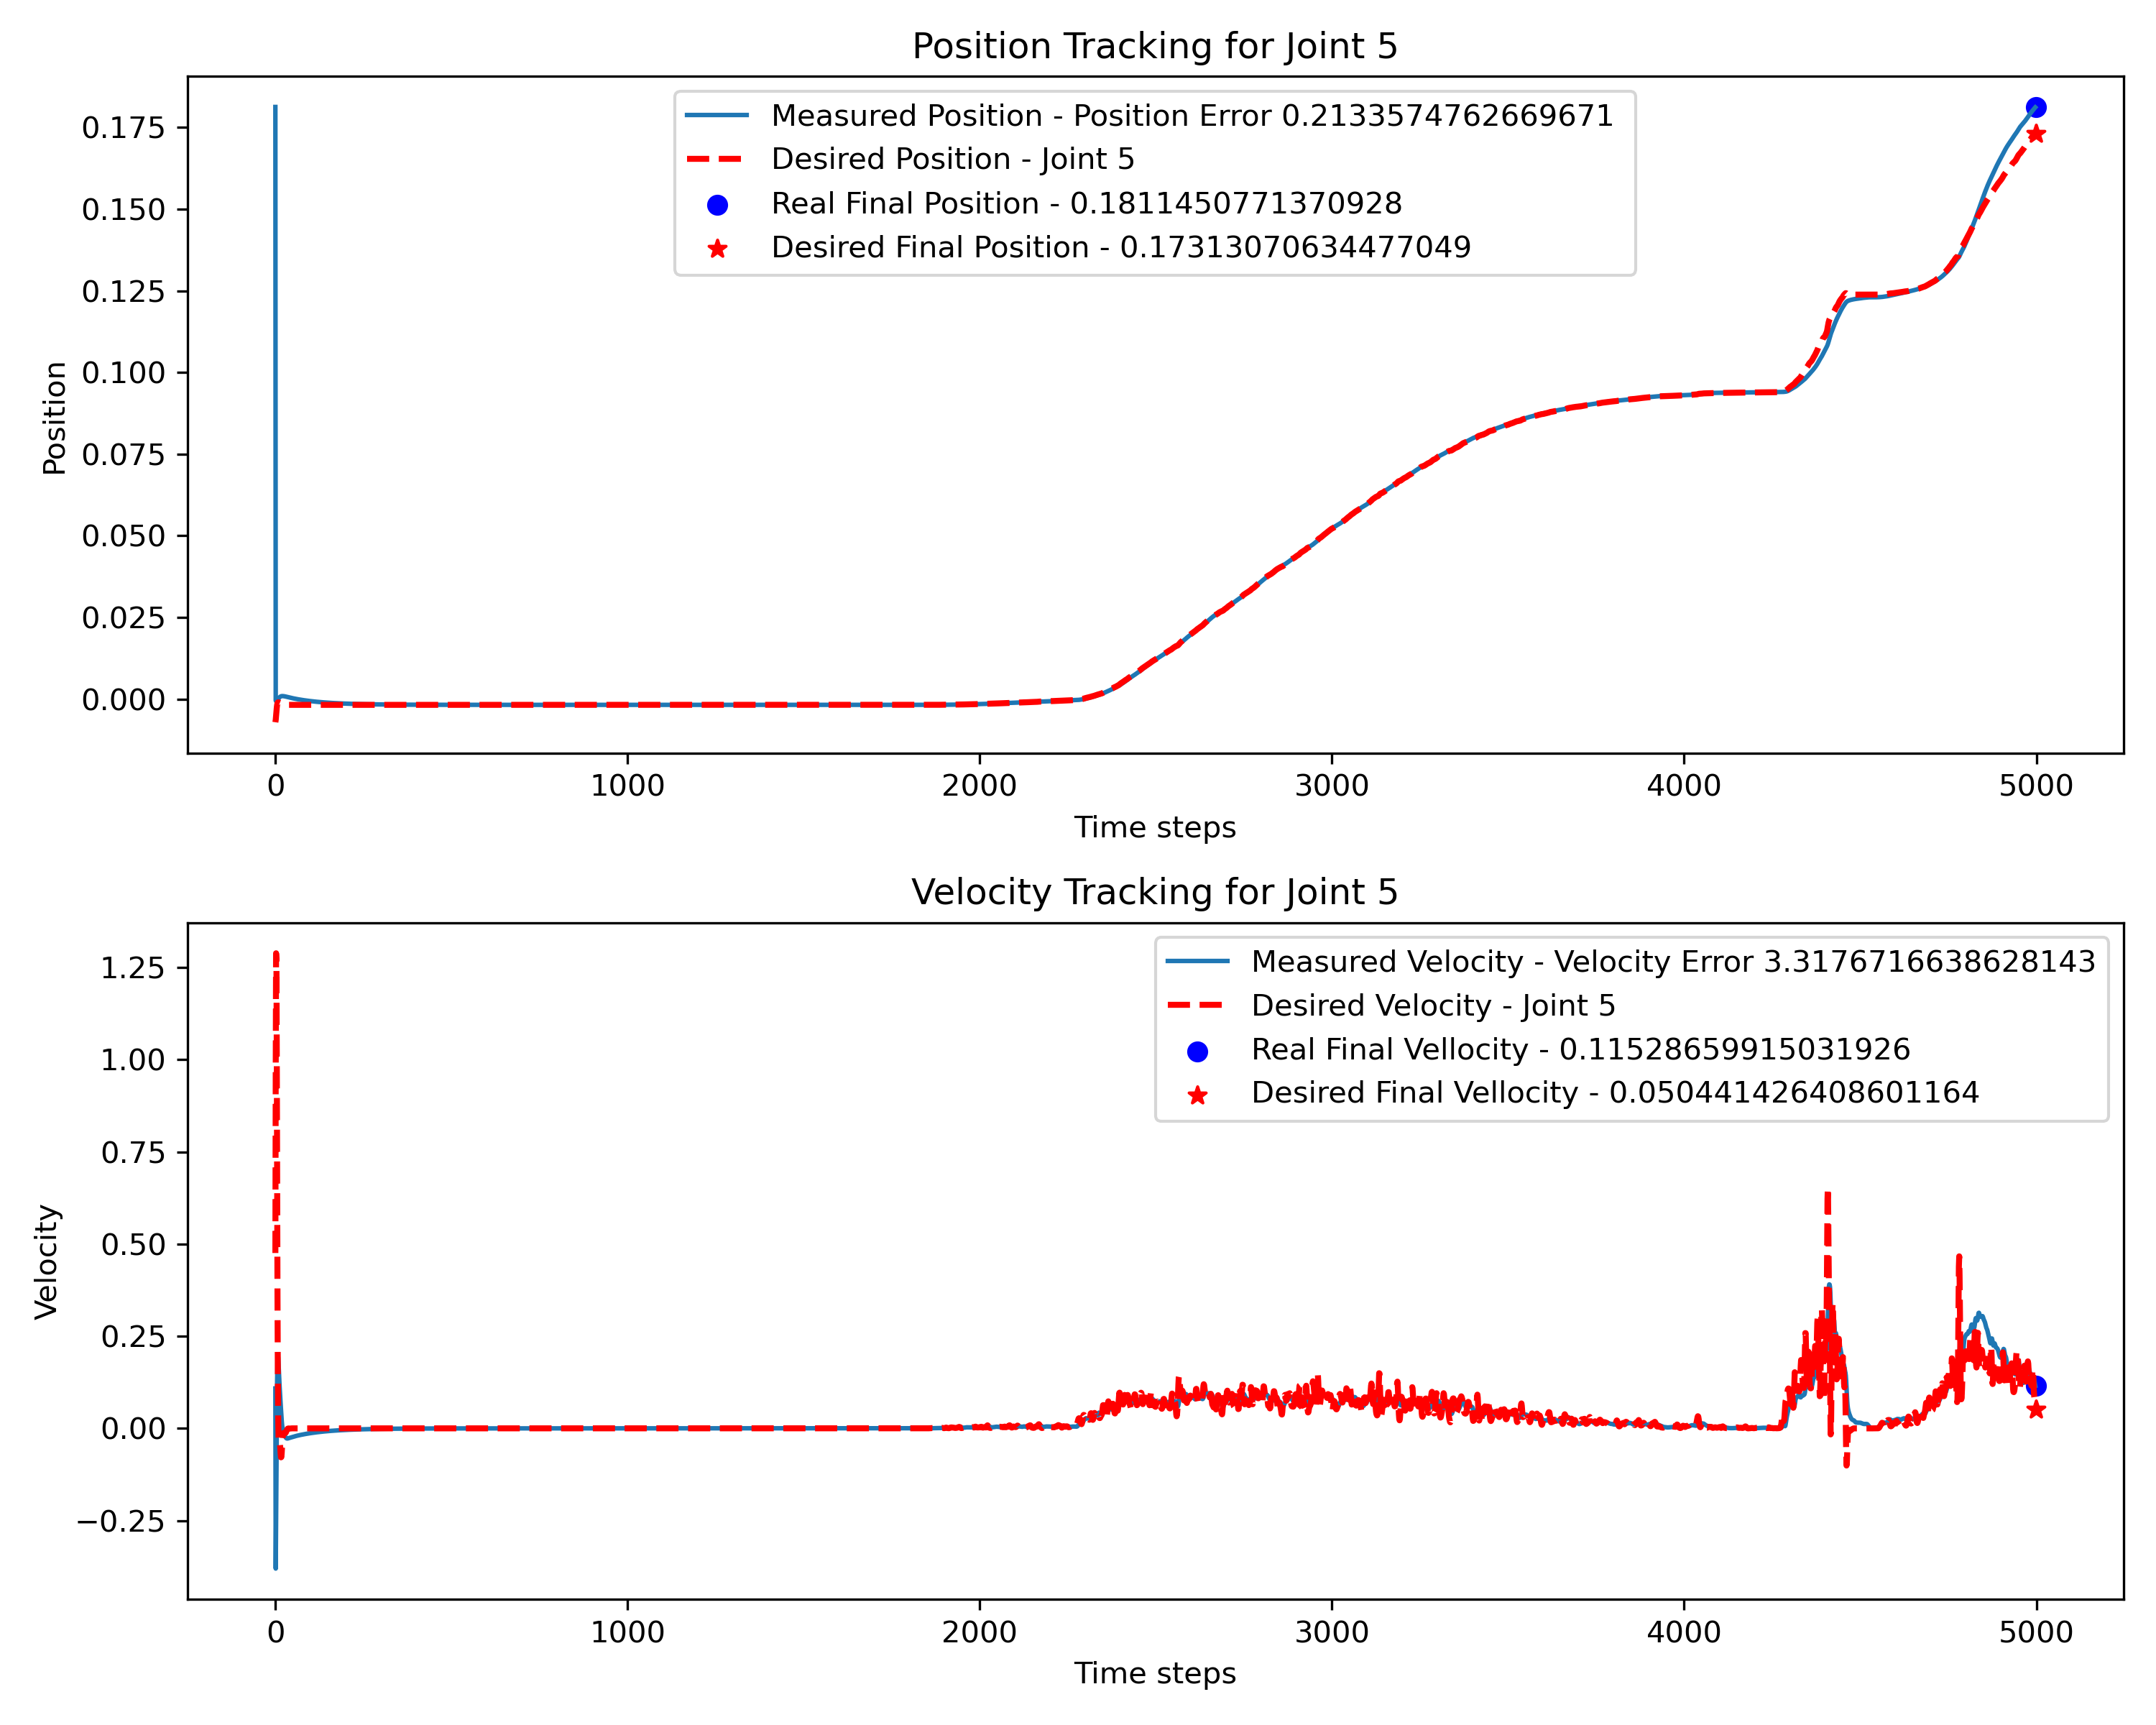 Position Tracking for Joint 5
Measured Position - Position Error 0.2133574762669671
Desired Position - Joint 5
Real Final Position - 0.1811450771370928
Desired Final Position - 0.17313070634477049
0.175
0.150
0.125
0.100
0.075
0.050
0.025
0.000
Position
0 1000 2000 3000 4000 5000
Time steps
Velocity Tracking for Joint 5
Measured Velocity - Velocity Error 3.3176716638628143
Desired Velocity - Joint 5
Real Final Vellocity - 0.11528659915031926
Desired Final Vellocity - 0.050441426408601164
1.25
1.00
0.75
0.50
0.25
0.00
−0.25
Velocity
0 1000 2000 3000 4000 5000
Time steps